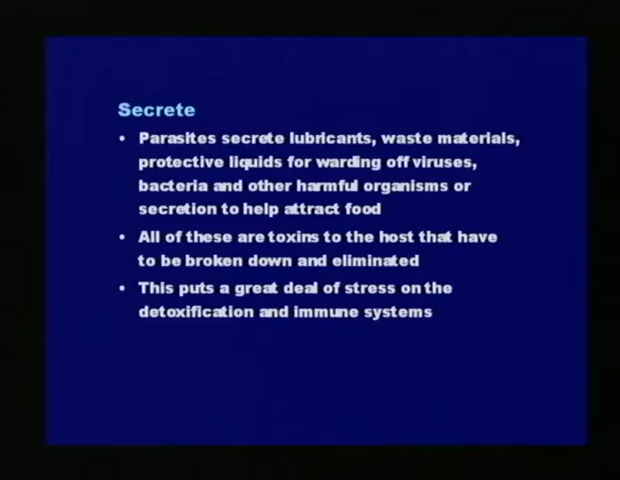 Secrete
• Parasites secrete lubricants, waste materials,
protective liquids for warding off viruses,
bacteria and other harmful organisms or
secretion to help attract food
• All of these are toxins to the host that have
to be broken down and eliminated
• This puts a great deal of stress on the
detoxification and immune systems